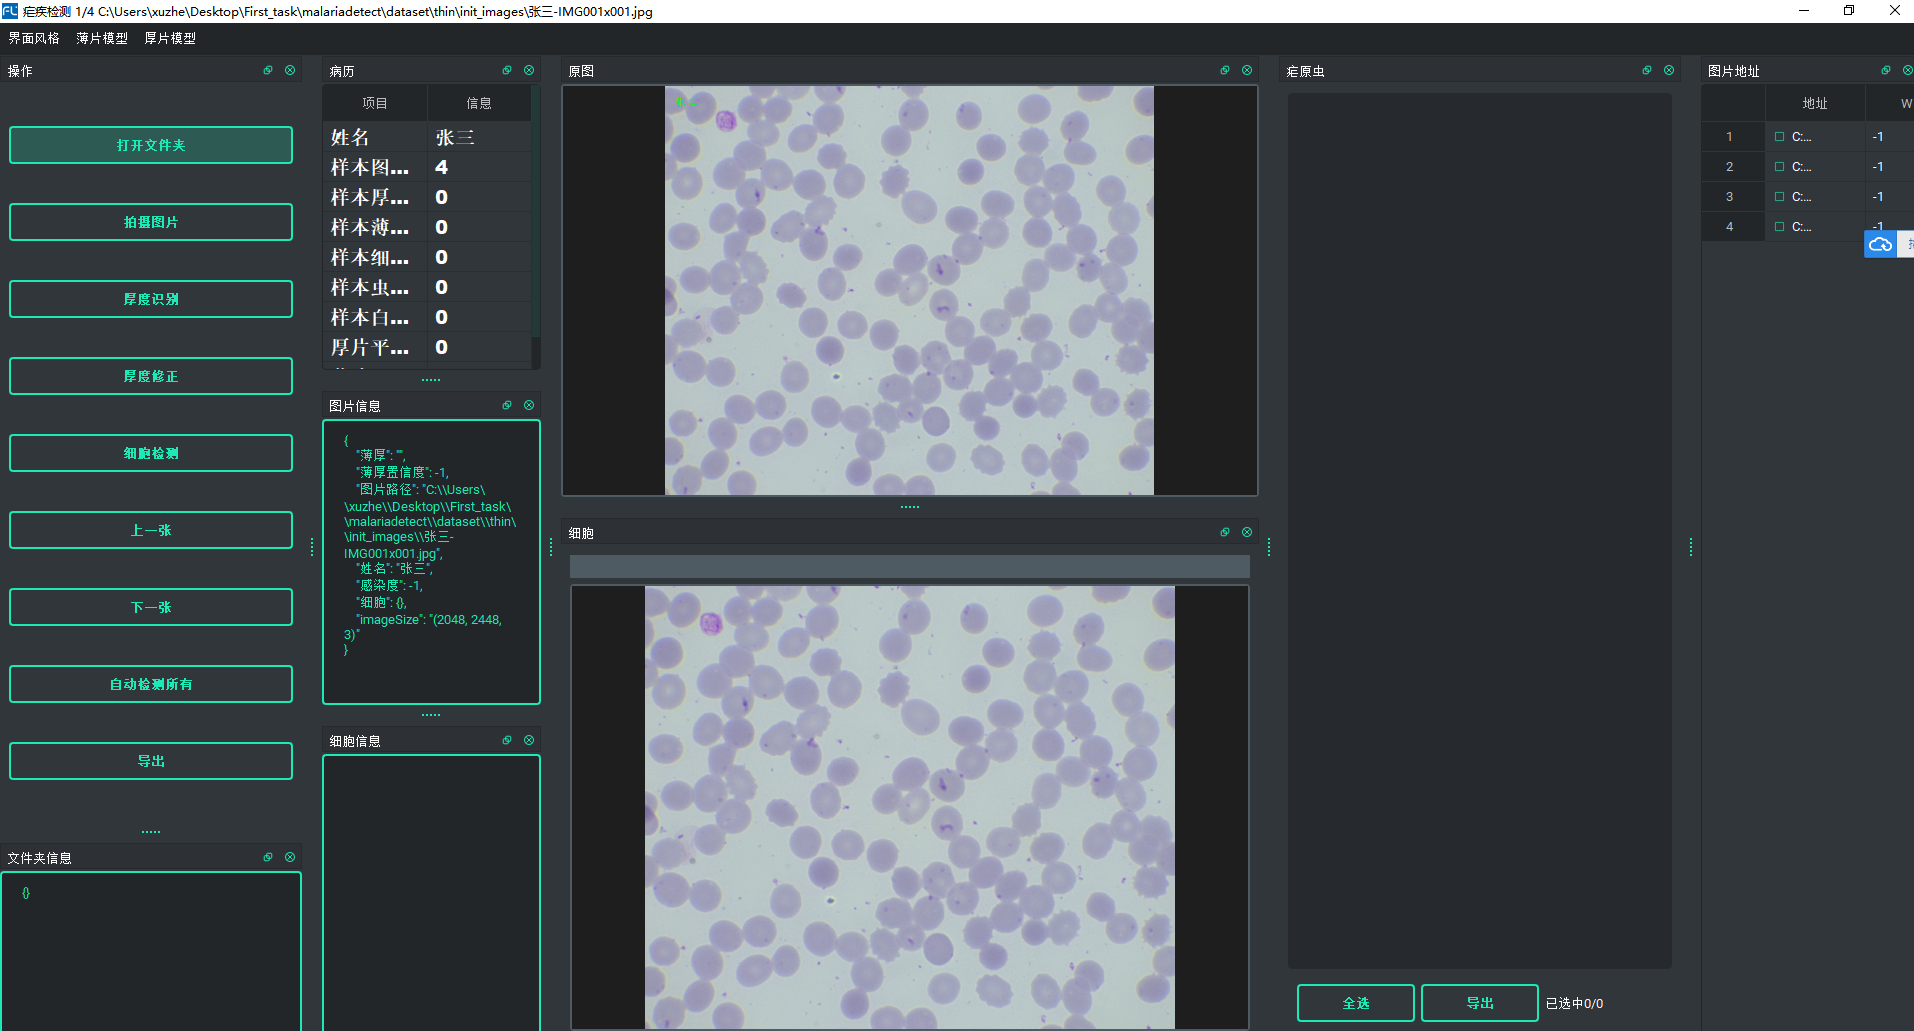 疟疾检测 1/4 C:\Users\xuzhe\Desktop\First_task\malariadetect\dataset\thin\init_images\张三-IMG001x001.jpg
界面风格 薄片模型 厚片模型
操作
打开文件夹
拍摄图片
厚度识别
厚度修正
细胞检测
上一张
下一张
自动检测所有
导出
文件夹信息
{}
病历
项目 信息
姓名 张三
样本图... 4
样本厚... 0
样本薄... 0
样本细... 0
样本虫... 0
样本白... 0
厚片平... 0
图片信息
{
"薄厚": "",
"薄厚置信度": -1,
"图片路径": "C:\\Users\
\xuzhe\\Desktop\\First_task\
\malariadetect\\dataset\\thin\
\init_images\\张三-
IMG001x001.jpg",
"姓名": "张三",
"感染度": -1,
"细胞": {},
"imageSize": "(2048, 2448,
3)"
}
细胞信息
原图
细胞
疟原虫
全选 导出 已选中0/0
图片地址
地址 W
1 C:... -1
2 C:... -1
3 C:... -1
4 C:... -1